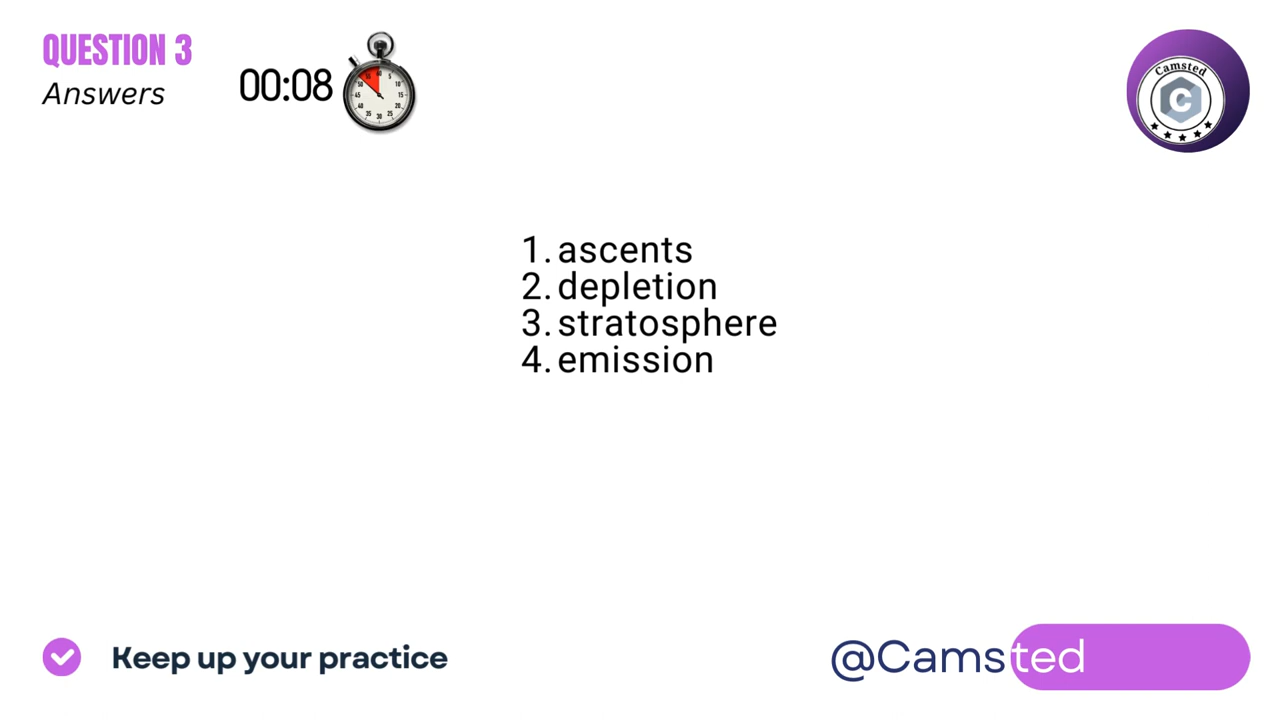 QUESTION 3
Answers
00:08
Camsted
C
1. ascents
2. depletion
3. stratosphere
4. emission
Keep up your practice
@Camsted